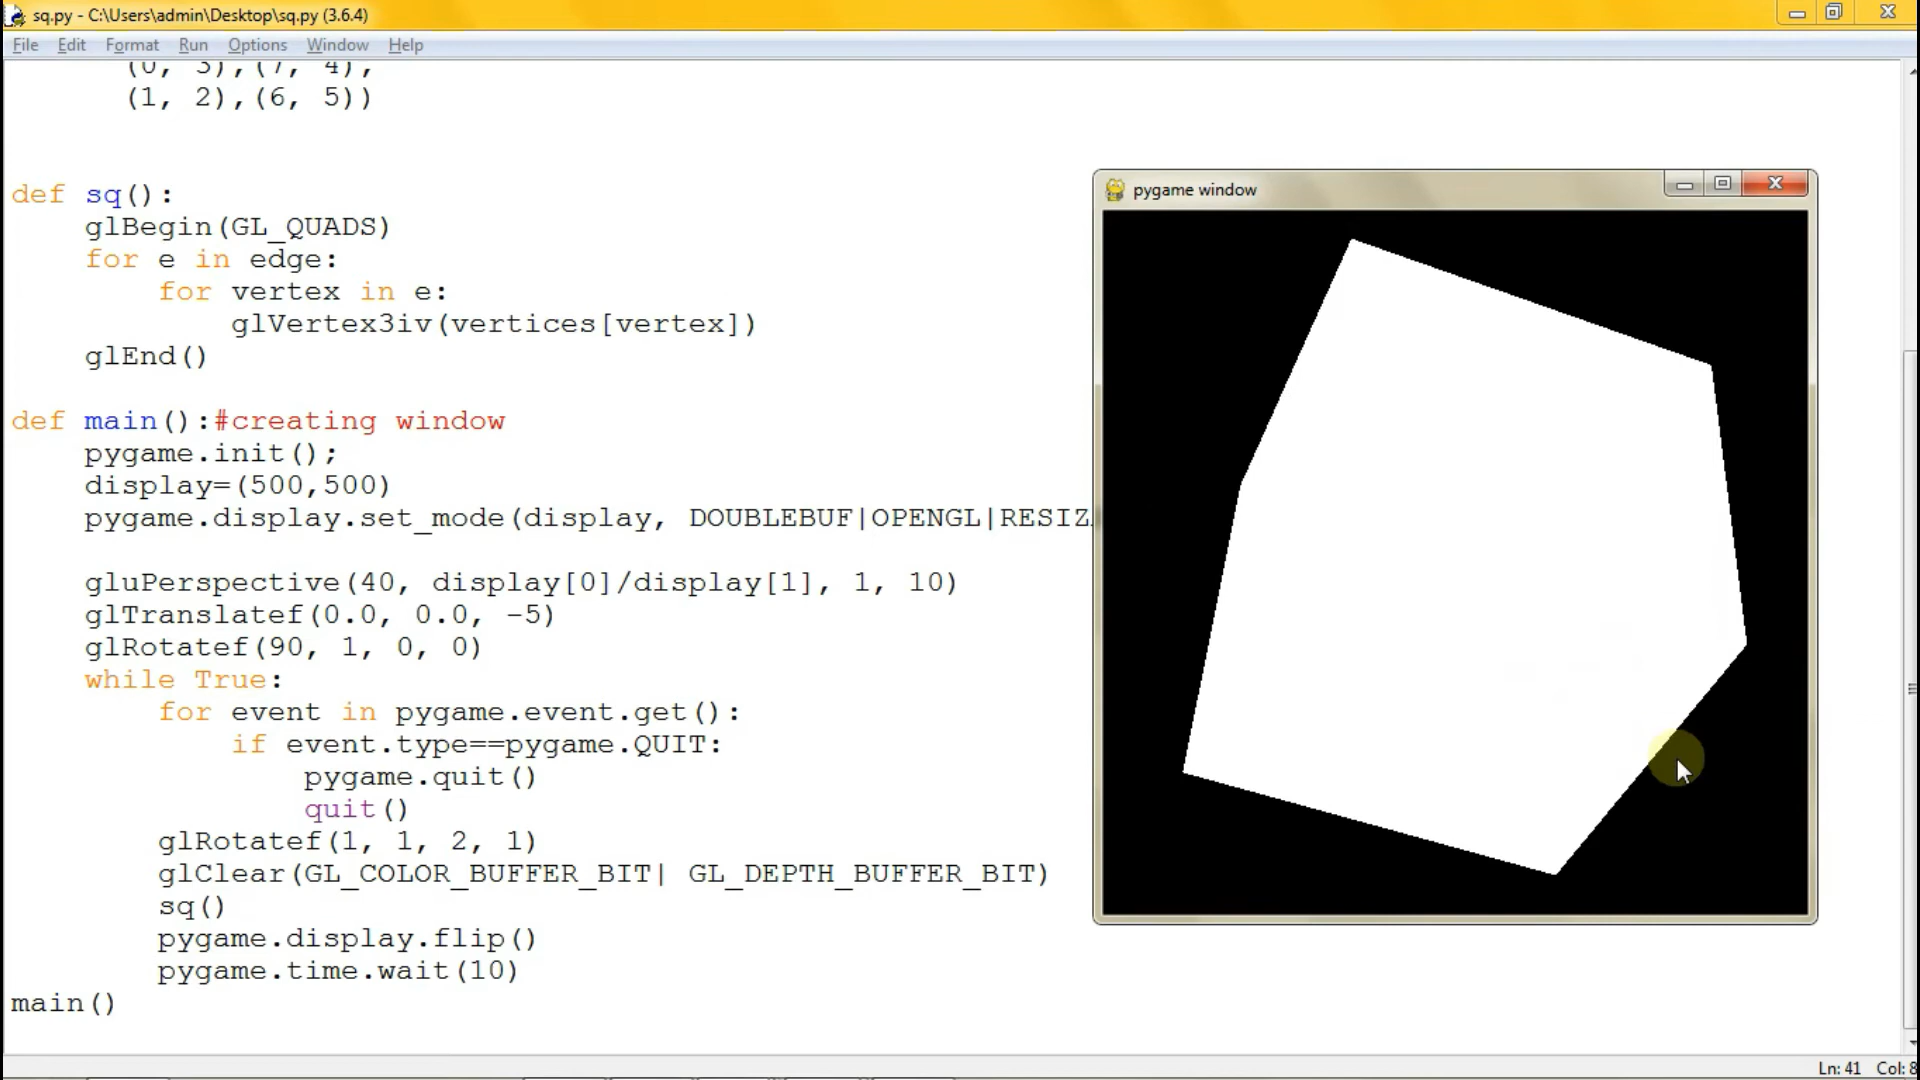 sq.py - C:\Users\admin\Desktop\sq.py (3.6.4)
File Edit Format Run Options Window Help
(0, 3),(7, 4),
(1, 2),(6, 5))
def sq():
glBegin(GL_QUADS)
for e in edge:
for vertex in e:
glVertex3iv(vertices[vertex])
glEnd()
def main():#creating window
pygame.init();
display=(500,500)
pygame.display.set_mode(display, DOUBLEBUF|OPENGL|RESIZ
gluPerspective(40, display[0]/display[1], 1, 10)
glTranslatef(0.0, 0.0, -5)
glRotatef(90, 1, 0, 0)
while True:
for event in pygame.event.get():
if event.type==pygame.QUIT:
pygame.quit()
quit()
glRotatef(1, 1, 2, 1)
glClear(GL_COLOR_BUFFER_BIT| GL_DEPTH_BUFFER_BIT)
sq()
pygame.display.flip()
pygame.time.wait(10)
main()
pygame window
Ln: 41 Col: 8